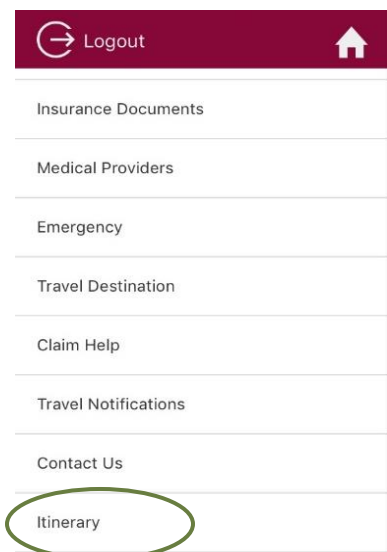 Logout
Insurance Documents
Medical Providers
Emergency
Travel Destination
Claim Help
Travel Notifications
Contact Us
Itinerary